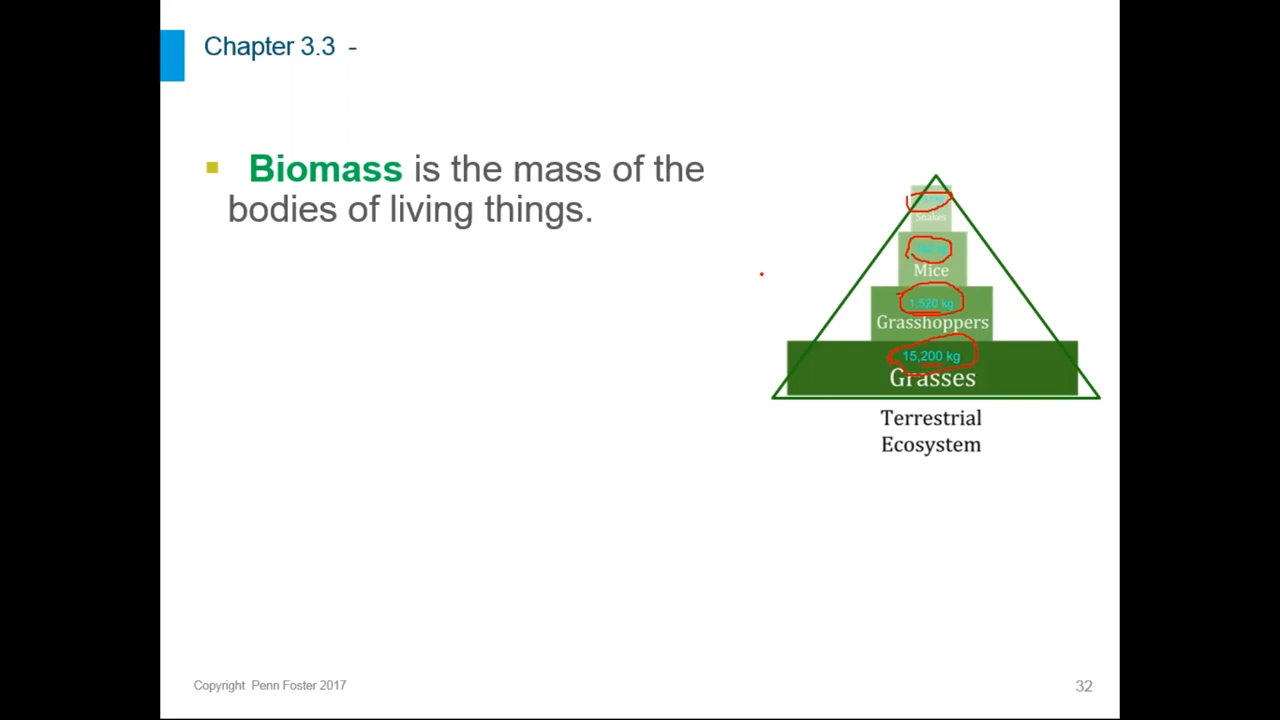 Chapter 3.3 -
Biomass is the mass of the
bodies of living things.
Snakes
Mice
1,520 kg
Grasshoppers
15,200 kg
Grasses
Terrestrial
Ecosystem
Copyright Penn Foster 2017
32